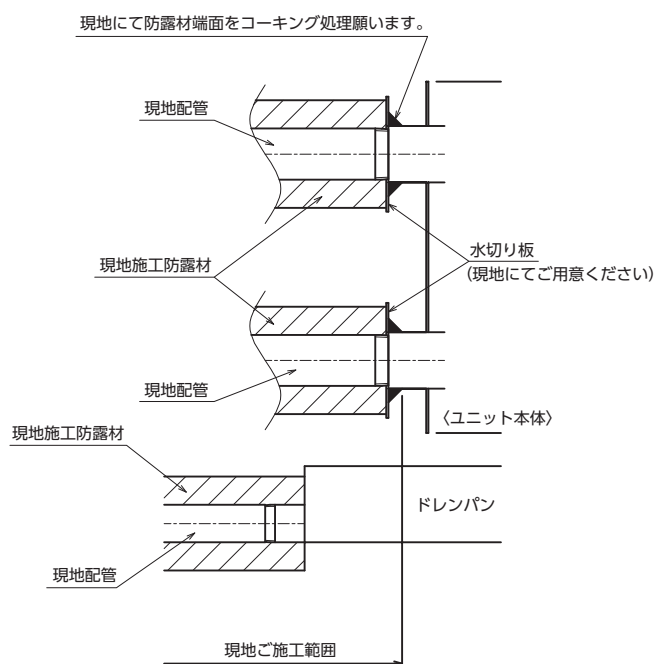 現地にて防露材端面をコーキング処理願います。
現地配管
現地施工防露材
水切り板
(現地にてご用意ください)
現地配管
〈ユニット本体〉
現地施工防露材
ドレンパン
現地配管
現地ご施工範囲